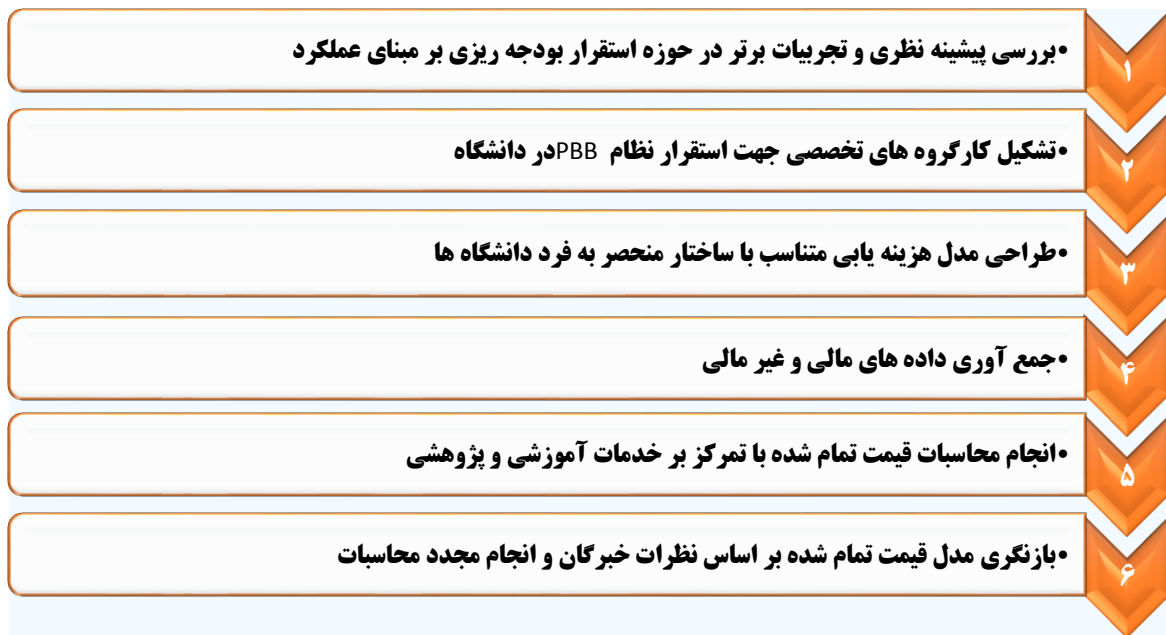 ۱
•بررسی پیشینه نظری و تجربیات برتر در حوزه استقرار بودجه ریزی بر مبنای عملکرد
۲
•تشکیل کارگروه های تخصصی جهت استقرار نظام PBBدر دانشگاه
۳
•طراحی مدل هزینه یابی متناسب با ساختار منحصر به فرد دانشگاه ها
۴
•جمع آوری داده های مالی و غیر مالی
۵
•انجام محاسبات قیمت تمام شده با تمرکز بر خدمات آموزشی و پژوهشی
۶
•بازنگری مدل قیمت تمام شده بر اساس نظرات خبرگان و انجام مجدد محاسبات